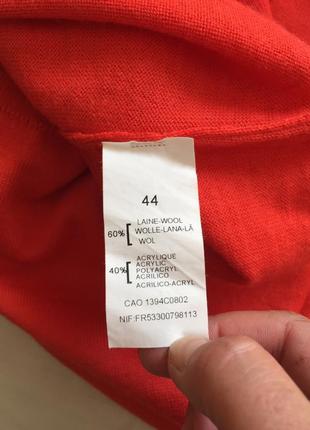 44
60% [ LAINE-WOOL
WOLLE-LANA-LÃ
WOL
40% [ ACRYLIQUE
ACRYLIC
POLYACRYL
ACRILICO
ACRILICO-ACRYL
CAO 1394C0802
NIF:FR53300798113